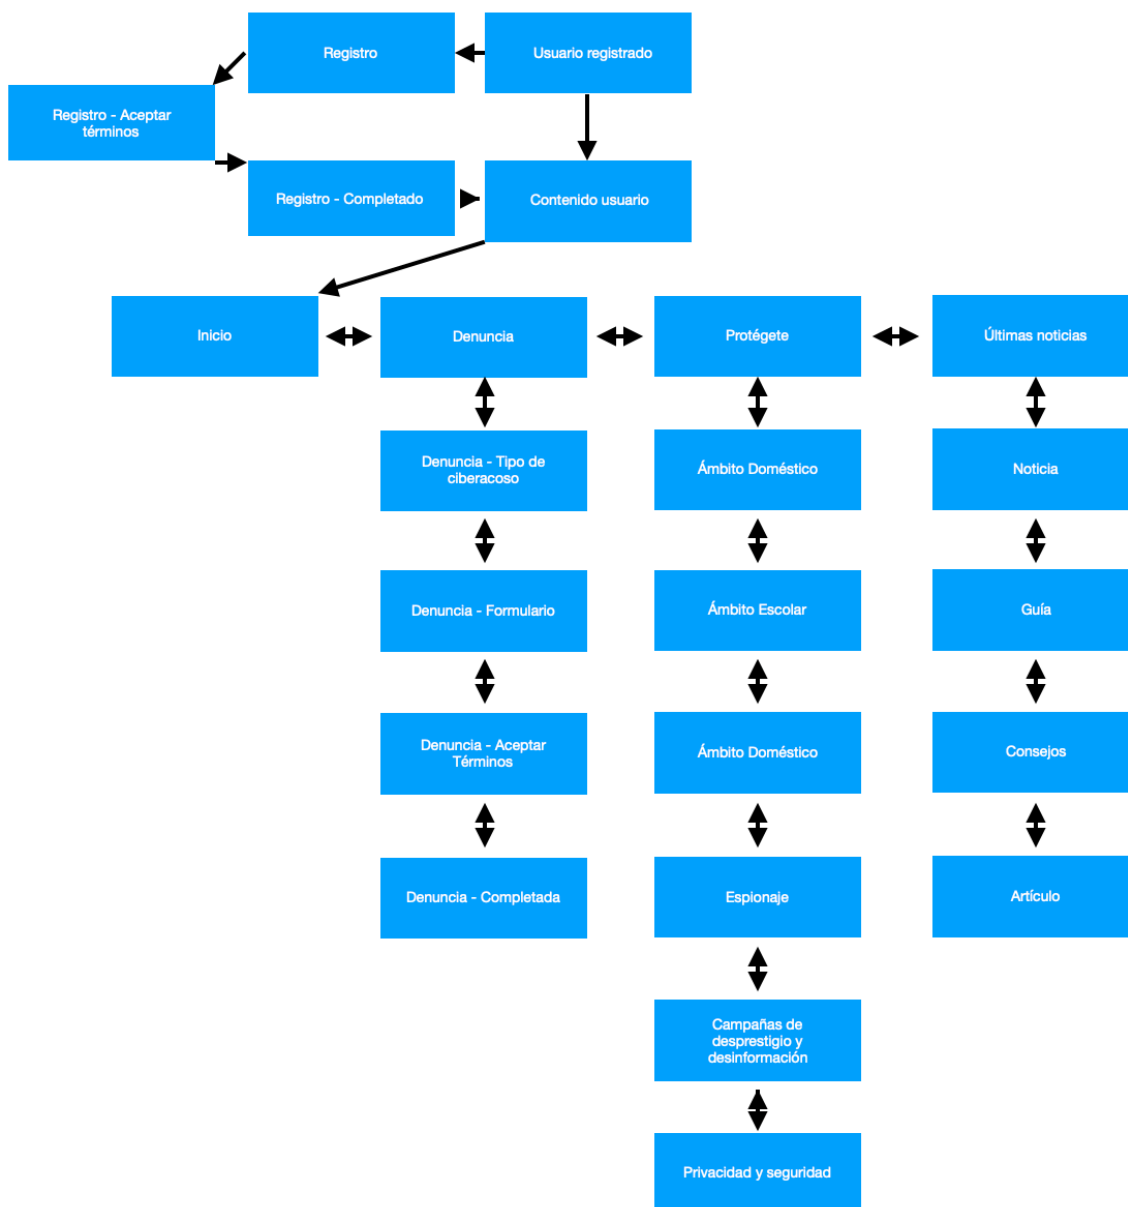 Registro
Usuario registrado
Registro - Aceptar
términos
Registro - Completado
Contenido usuario
Inicio
Denuncia
Protégete
Últimas noticias
Denuncia - Tipo de
ciberacoso
Ámbito Doméstico
Noticia
Denuncia - Formulario
Ámbito Escolar
Guía
Denuncia - Aceptar
Términos
Ámbito Doméstico
Consejos
Denuncia - Completada
Espionaje
Artículo
Campañas de
desprestigio y
desinformación
Privacidad y seguridad